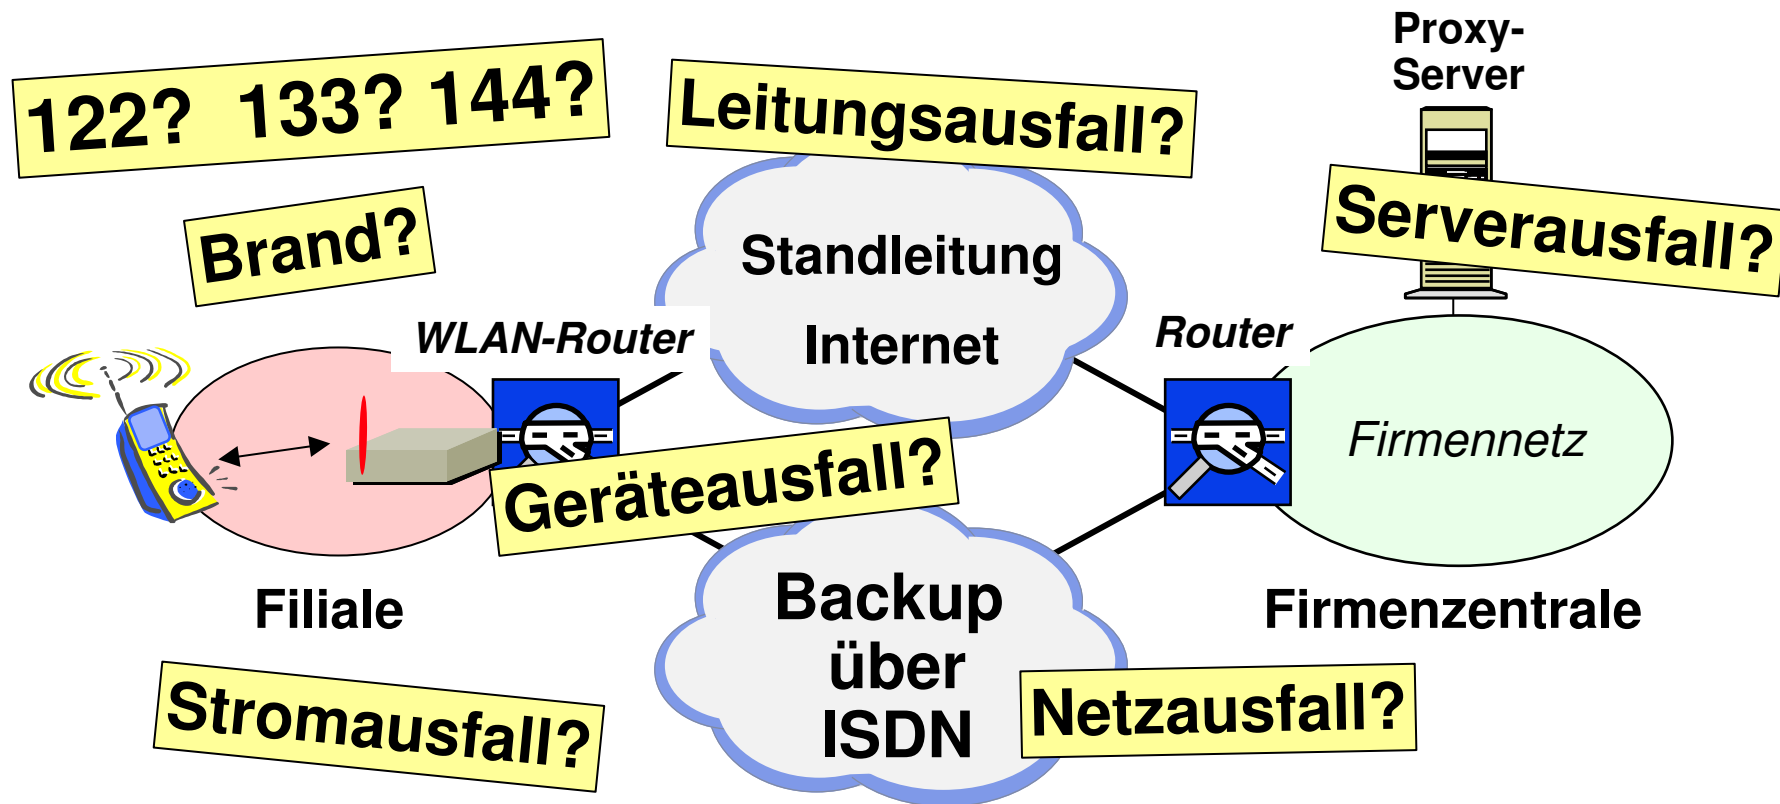 Proxy-
Server
122? 133? 144?
Leitungsausfall?
Serverausfall?
Brand?
Standleitung
Internet
WLAN-Router
Router
Firmennetz
Geräteausfall?
Filiale
Backup
über
ISDN
Firmenzentrale
Stromausfall?
Netzausfall?